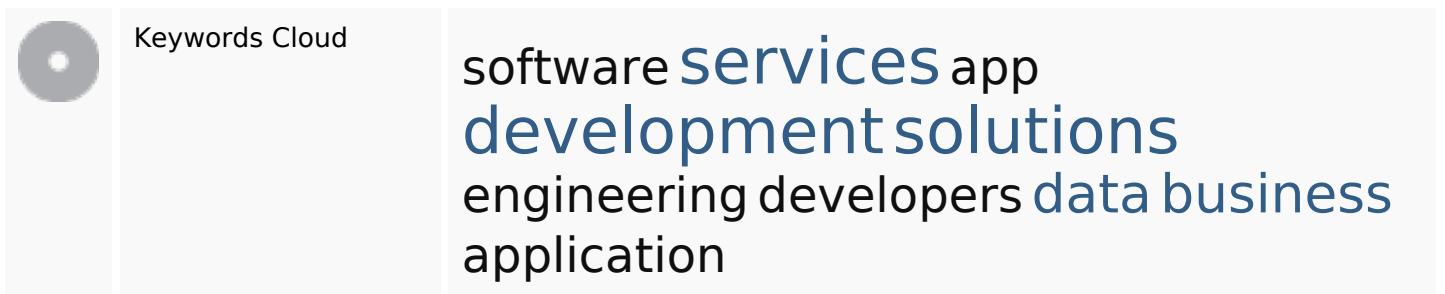 Keywords Cloud
software services app
development solutions
engineering developers data business
application